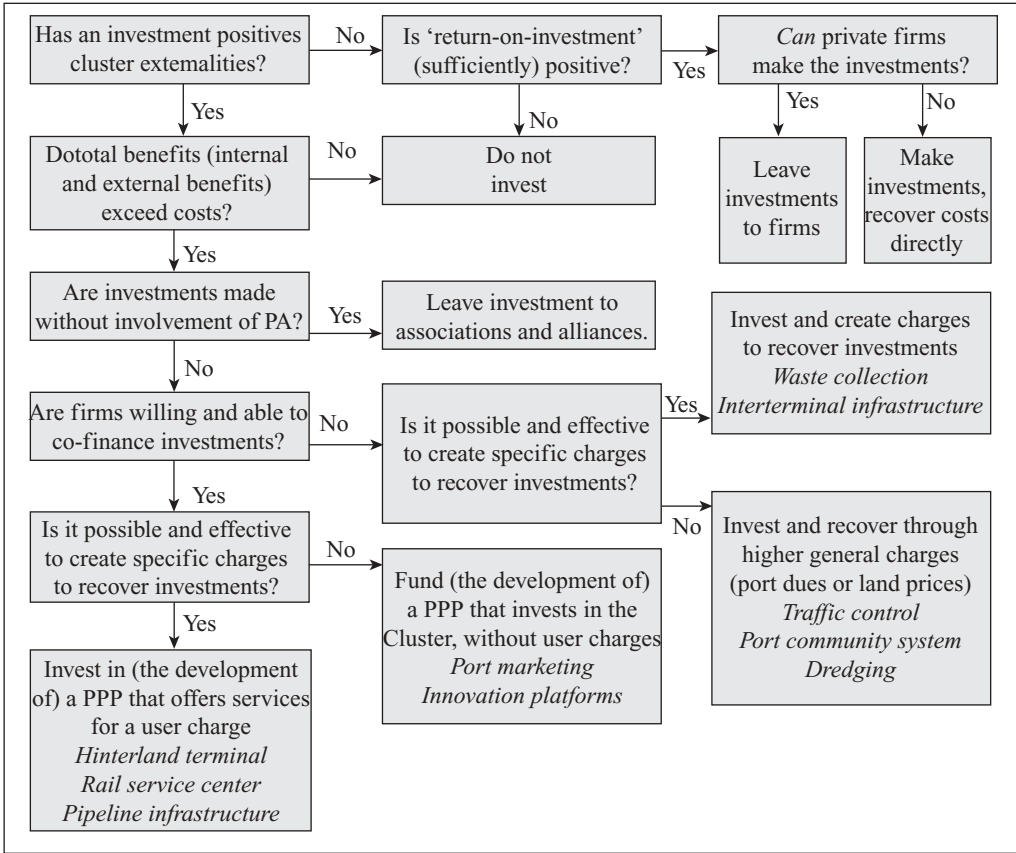 Has an investment positives
cluster extemalities?
No
Is ‘return-on-investment’
(sufficiently) positive?
Yes
Can private firms
make the investments?
Yes
No
Yes
No
Dototal benefits (internal
and external benefits)
exceed costs?
No
Do not
invest
Leave
investments
to firms
Make
investments,
recover costs
directly
Yes
Are investments made
without involvement of PA?
Yes
Leave investment to
associations and alliances.
Invest and create charges
to recover investments
Waste collection
Interterminal infrastructure
No
Are firms willing and able to
co-finance investments?
No
Is it possible and effective
to create specific charges
to recover investments?
Yes
No
Invest and recover through
higher general charges
(port dues or land prices)
Traffic control
Port community system
Dredging
Yes
Is it possible and effective
to create specific charges
to recover investments?
No
Fund (the development of)
a PPP that invests in the
Cluster, without user charges
Port marketing
Innovation platforms
Yes
Invest in (the development
of) a PPP that offers services
for a user charge
Hinterland terminal
Rail service center
Pipeline infrastructure